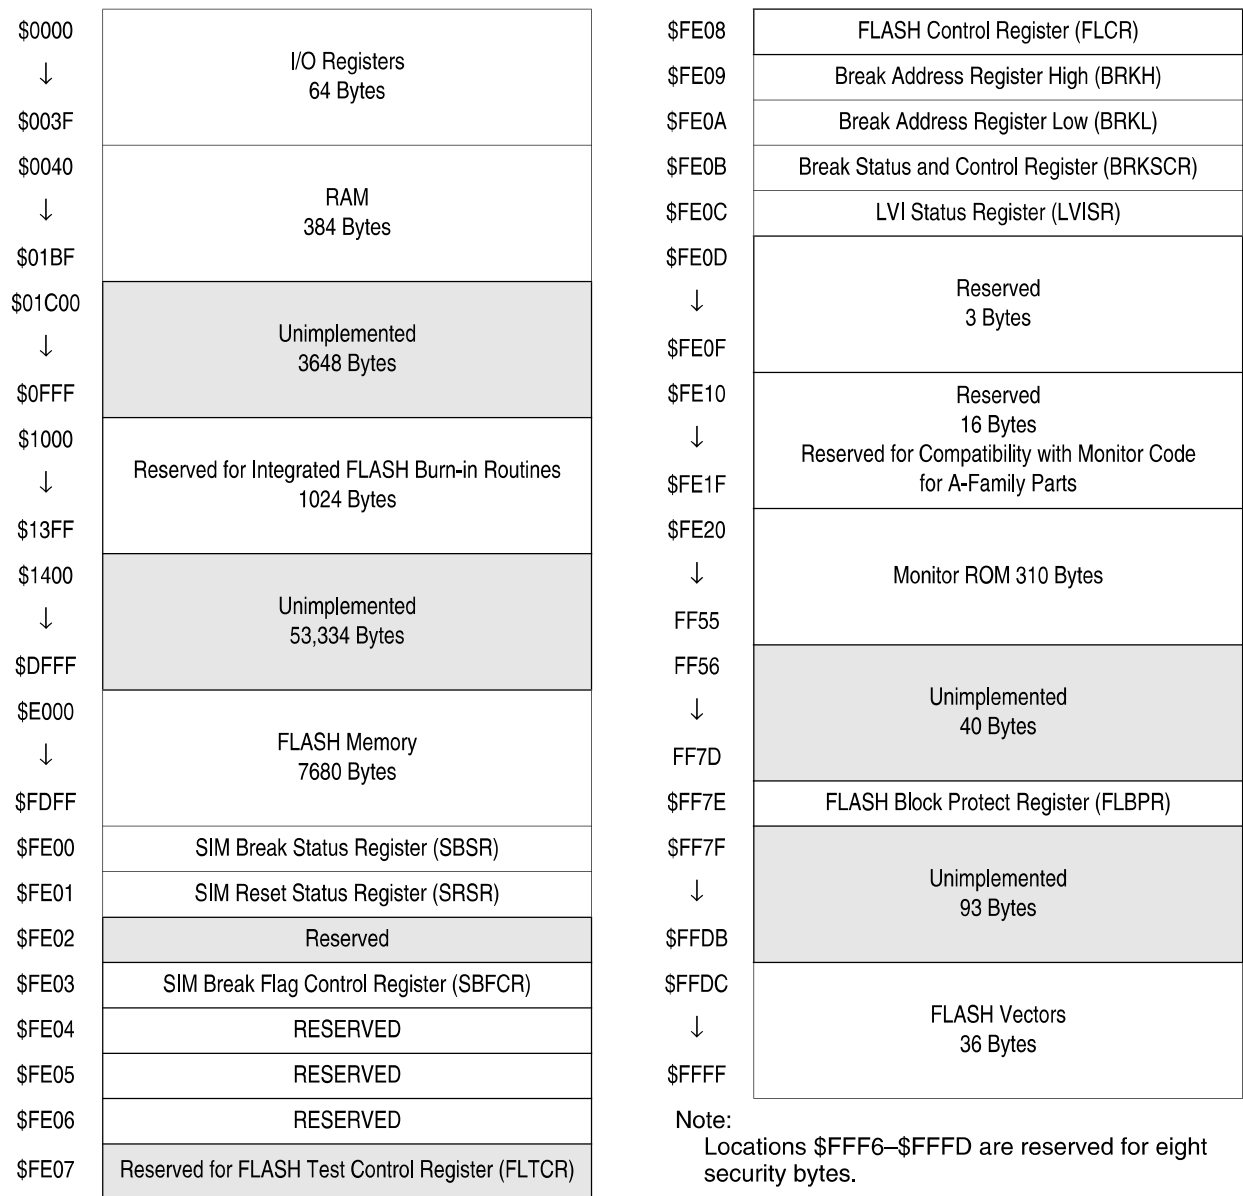 $0000
↓
$003F
I/O Registers
64 Bytes
$0040
↓
$01BF
RAM
384 Bytes
$01C00
↓
$0FFF
Unimplemented
3648 Bytes
$1000
↓
$13FF
Reserved for Integrated FLASH Burn-in Routines
1024 Bytes
$1400
↓
$DFFF
Unimplemented
53,334 Bytes
$E000
↓
$FDFF
FLASH Memory
7680 Bytes
$FE00 SIM Break Status Register (SBSR)
$FE01 SIM Reset Status Register (SRSR)
$FE02 Reserved
$FE03 SIM Break Flag Control Register (SBFCR)
$FE04 RESERVED
$FE05 RESERVED
$FE06 RESERVED
$FE07 Reserved for FLASH Test Control Register (FLTCR)
$FE08 FLASH Control Register (FLCR)
$FE09 Break Address Register High (BRKH)
$FE0A Break Address Register Low (BRKL)
$FE0B Break Status and Control Register (BRKSCR)
$FE0C LVI Status Register (LVISR)
$FE0D
↓
$FE0F
Reserved
3 Bytes
$FE10
↓
$FE1F
Reserved
16 Bytes
Reserved for Compatibility with Monitor Code
for A-Family Parts
$FE20
↓
FF55
Monitor ROM 310 Bytes
FF56
↓
FF7D
Unimplemented
40 Bytes
$FF7E FLASH Block Protect Register (FLBPR)
$FF7F
↓
$FFDB
Unimplemented
93 Bytes
$FFDC
↓
$FFFF
FLASH Vectors
36 Bytes
Note:
Locations $FFF6–$FFFD are reserved for eight
security bytes.